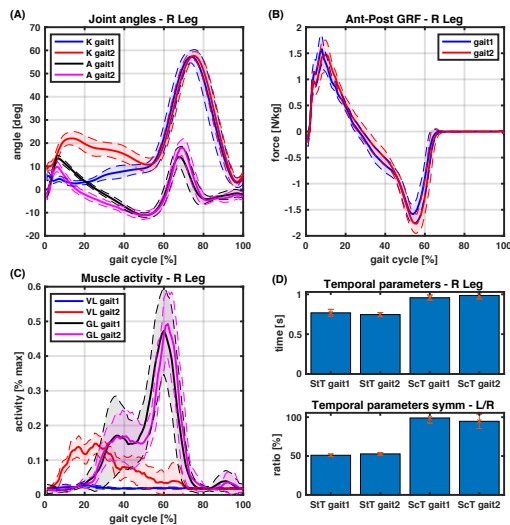 (A)
Joint angles - R Leg
K gait1
K gait2
A gait1
A gait2
angle [deg]
70
60
50
40
30
20
10
0
-10
-20
0 20 40 60 80 100
gait cycle [%]
(B)
Ant-Post GRF - R Leg
gait1
gait2
force [N/kg]
2
1.5
1
0.5
0
-0.5
-1
-1.5
-2
0 20 40 60 80 100
gait cycle [%]
(C)
Muscle activity - R Leg
VL gait1
VL gait2
GL gait1
GL gait2
activity [% max]
0.6
0.5
0.4
0.3
0.2
0.1
0
0 20 40 60 80 100
gait cycle [%]
(D)
Temporal parameters - R Leg
time [s]
1
0.5
0
StT gait1 StT gait2 ScT gait1 ScT gait2
Temporal parameters symm - L/R
ratio [%]
100
50
0
StT gait1 StT gait2 ScT gait1 ScT gait2